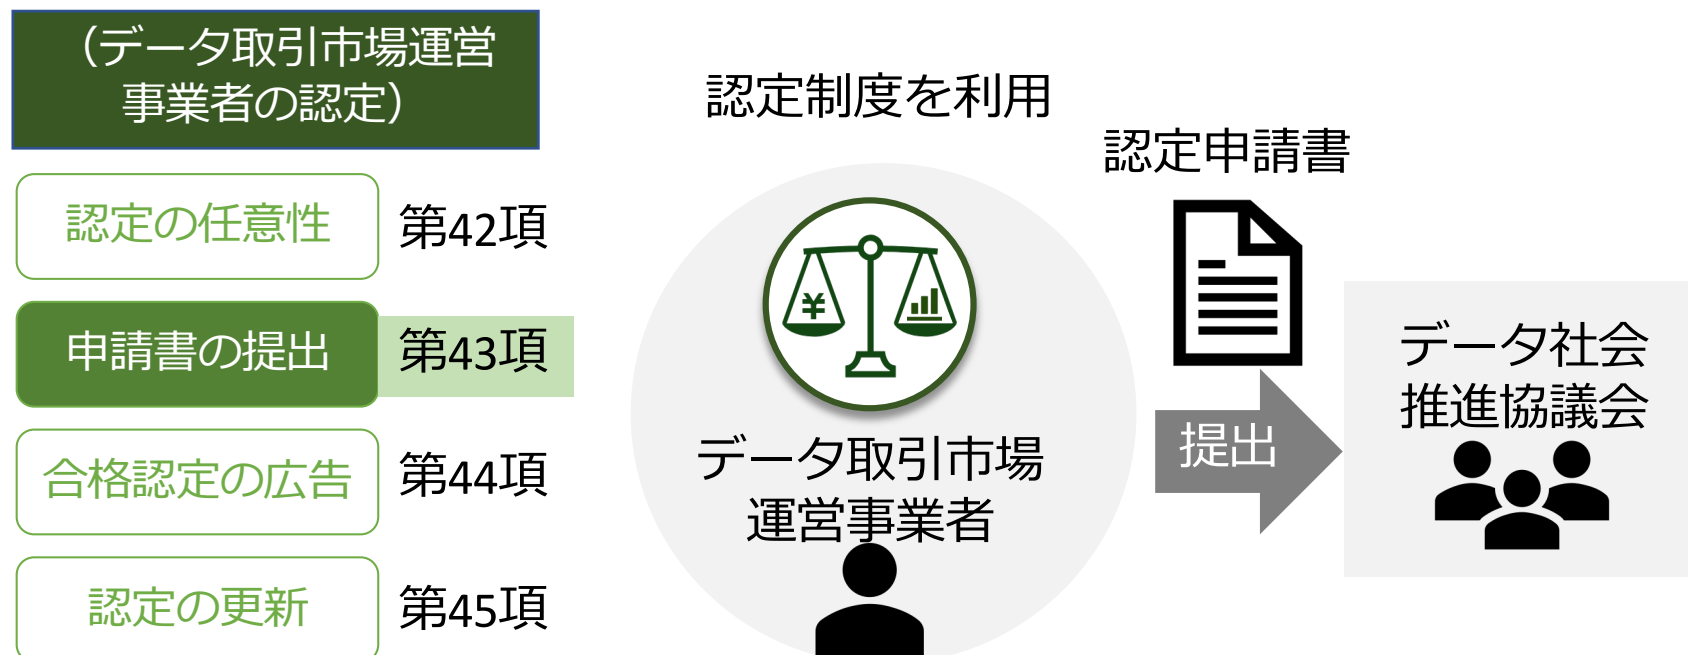 （データ取引市場運営
事業者の認定）
認定の任意性
第42項
申請書の提出
第43項
合格認定の広告
第44項
認定の更新
第45項
認定制度を利用
¥
データ取引市場
運営事業者
認定申請書
提出
データ社会
推進協議会